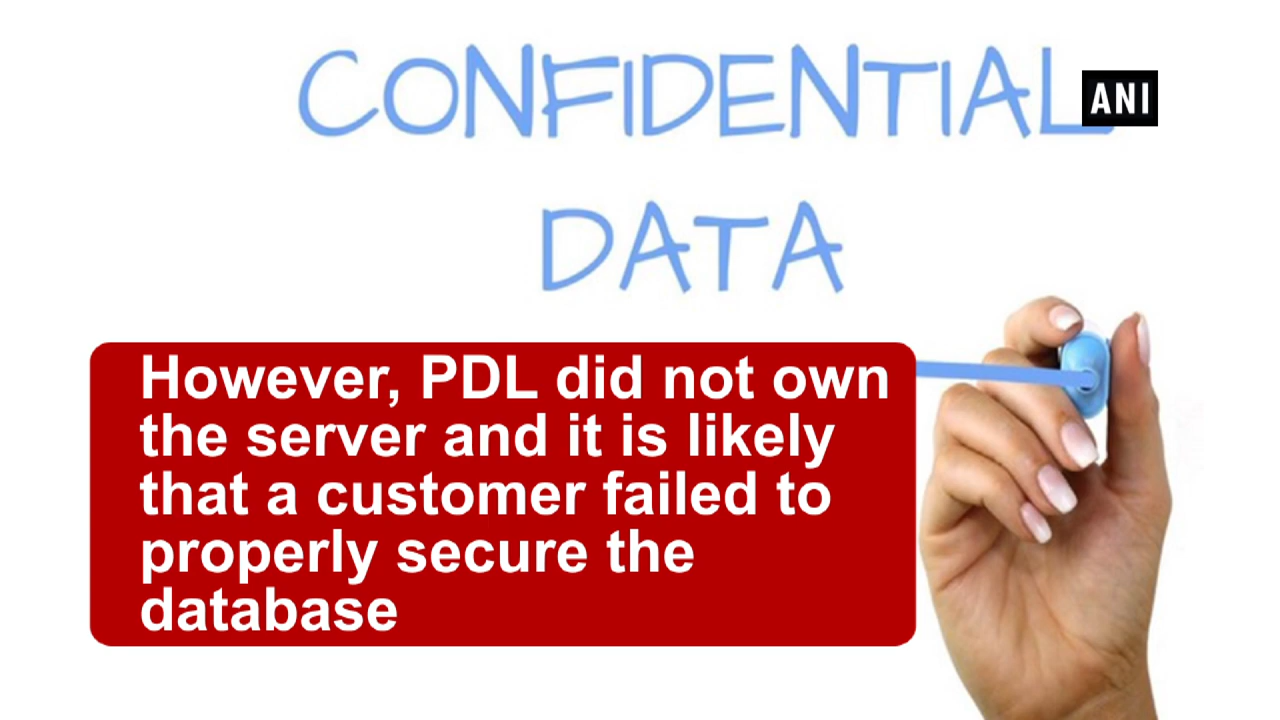 CONFIDENTIAL
ANI
DATA
However, PDL did not own
the server and it is likely
that a customer failed to
properly secure the
database